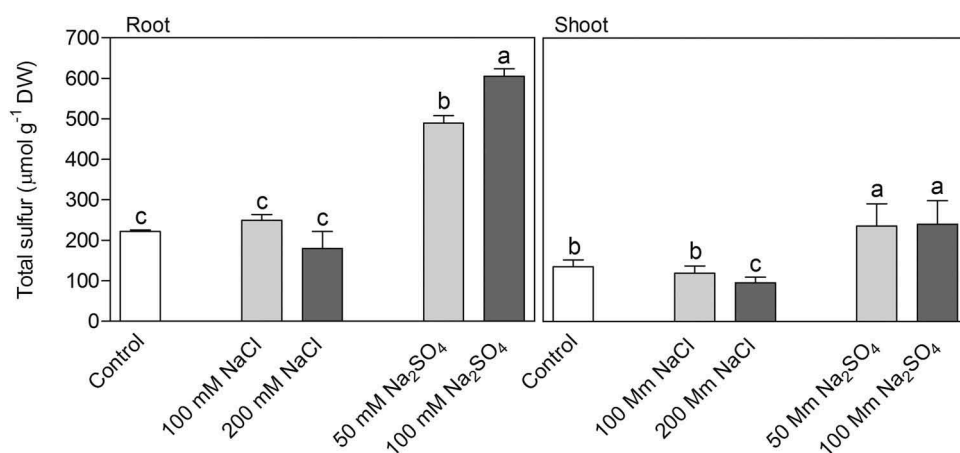 Root
Shoot
Total sulfur (μmol g⁻¹ DW)
700
600
500
400
300
200
100
0
c
c
c
b
a
b
b
c
a
a
Control
100 mM NaCl
200 mM NaCl
50 mM Na₂SO₄
100 mM Na₂SO₄
Control
100 Mm NaCl
200 Mm NaCl
50 Mm Na₂SO₄
100 Mm Na₂SO₄